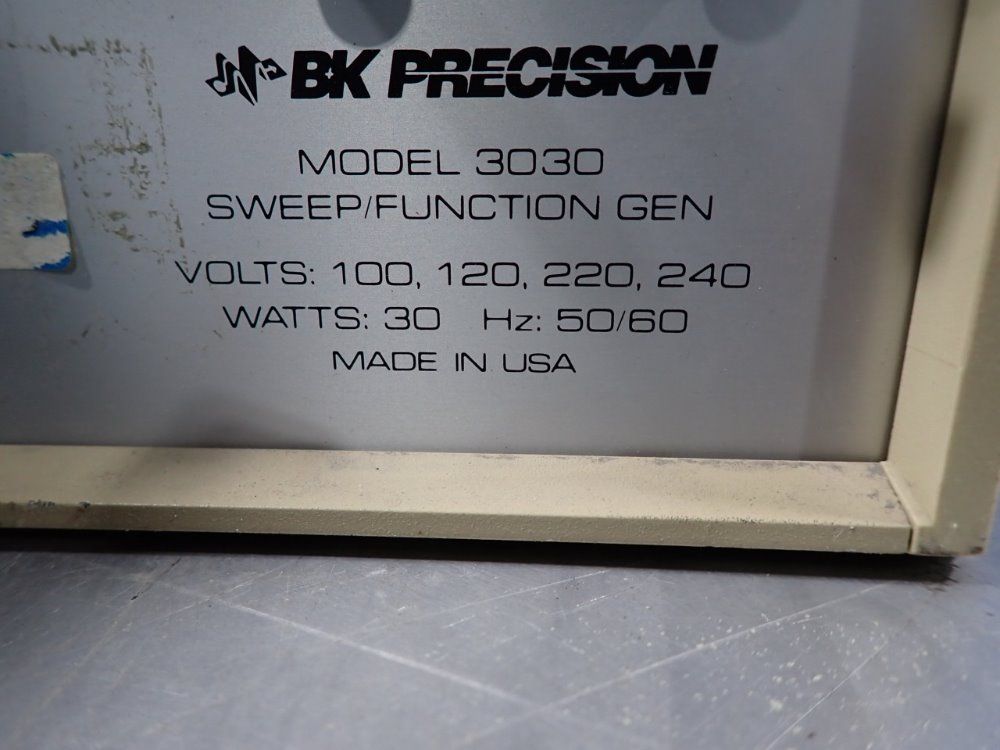 BK PRECISION
MODEL 3030
SWEEP/FUNCTION GEN
VOLTS: 100, 120, 220, 240
WATTS: 30 Hz: 50/60
MADE IN USA